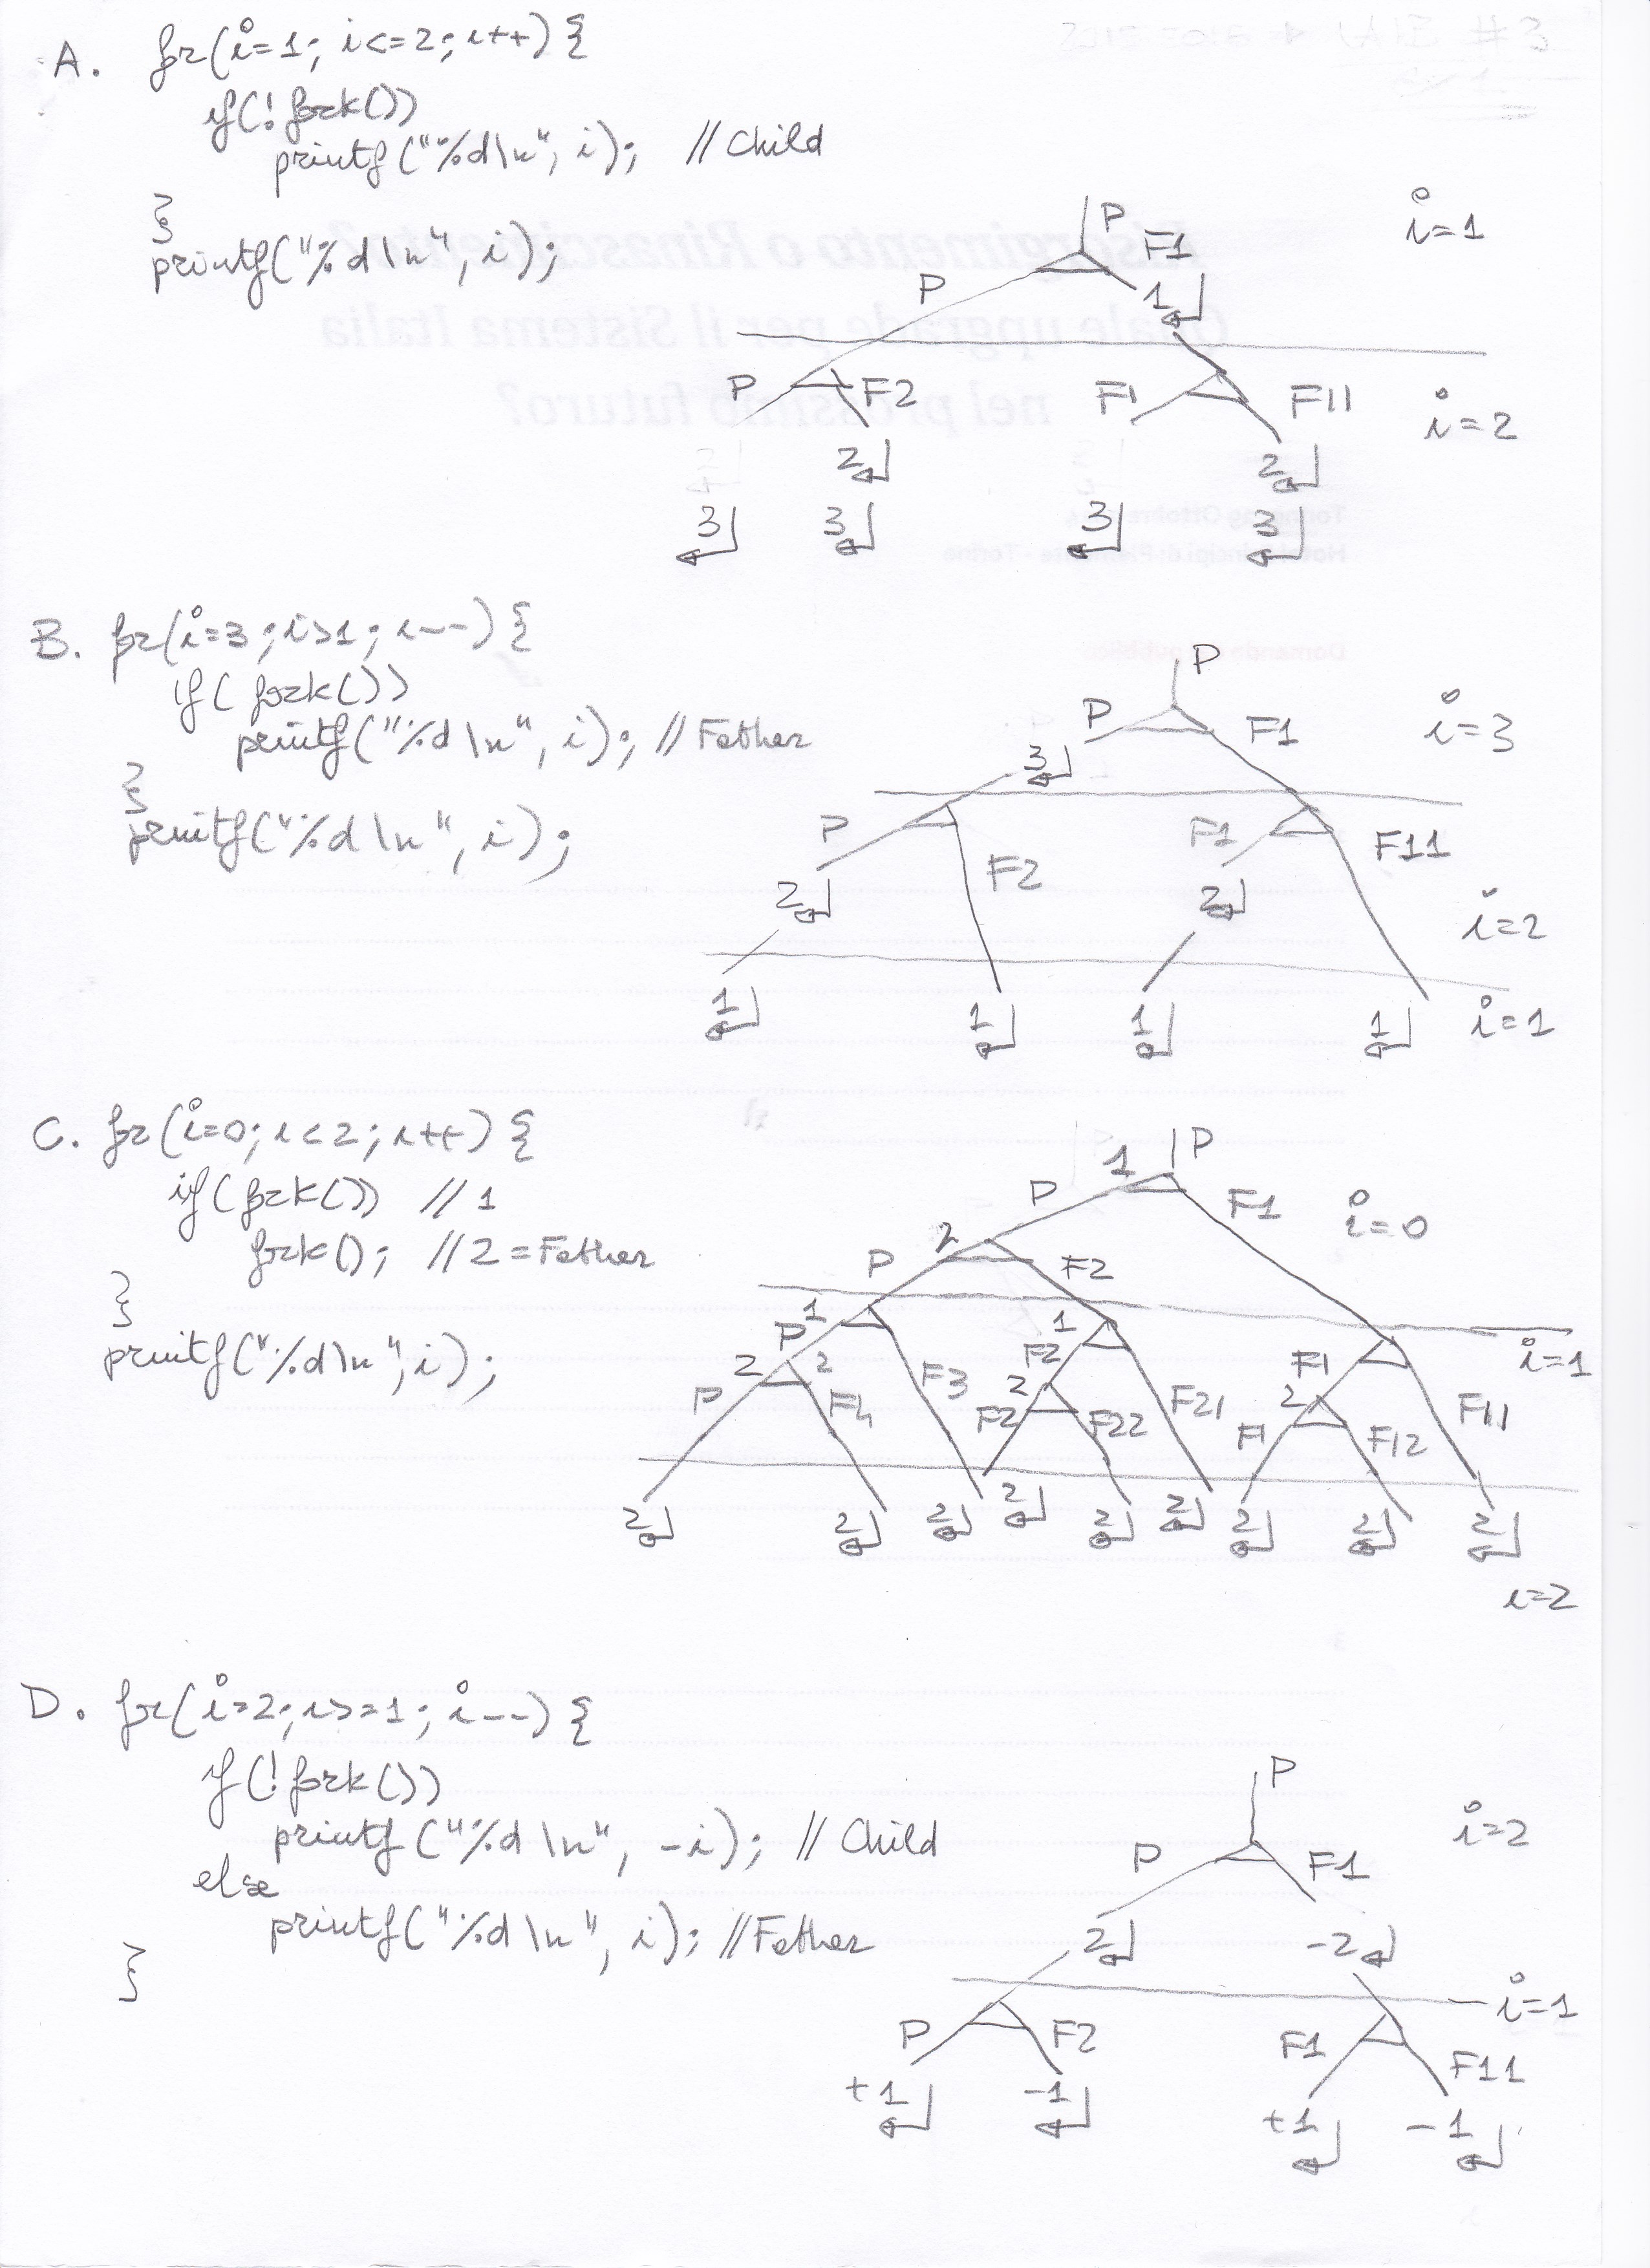 A. for(i=1; i<=2; i++) {
if(! fork())
printf("%d\n", i); // Child
}
printf("%d\n", i);
P
F1
i=1
P
1↵
P F2 F1 F11 i=2
2↵ 2↵
3↵ 3↵ 3↵ 3↵
B. for(i=3; i>1; i--) {
if( fork())
printf("%d\n", i); // Father
}
printf("%d\n", i);
P
P F1 i=3
3↵
P F2 F1 F11
2↵ 2↵ i=2
1↵ 1↵ 1↵ 1↵ i=1
C. for(i=0; i<2; i++) {
if(fork()) // 1
fork(); // 2 = Father
}
printf("%d\n", i);
1 P
P F1 i=0
2
P F2
1 1 i=1
P F3 F2 F1
2 2 2 2
P F4 F2 F22 F21 F1 F12 F11
2↵ 2↵ 2↵ 2↵ 2↵ 2↵ 2↵ 2↵ 2↵
i=2
D. for(i=2; i>=1; i--) {
if(! fork())
printf("%d\n", -i); // Child
else
printf("%d\n", i); // Father
}
P
P F1 i=2
2↵ -2↵
i=1
P F2 F1 F11
+1↵ -1↵ +1↵ -1↵